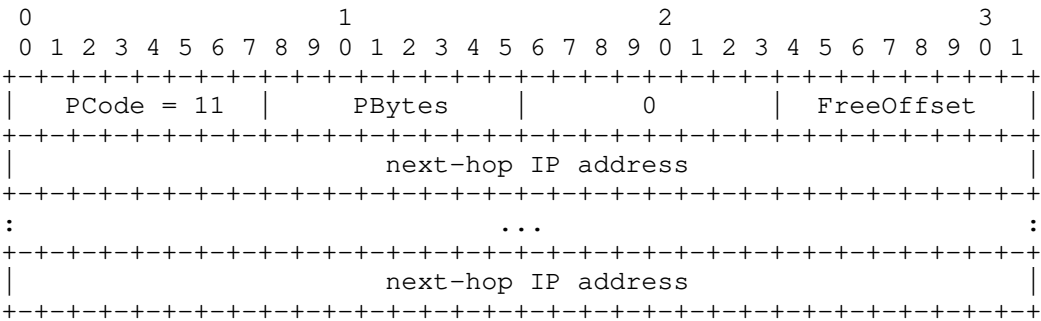 0                   1                   2                   3
 0 1 2 3 4 5 6 7 8 9 0 1 2 3 4 5 6 7 8 9 0 1 2 3 4 5 6 7 8 9 0 1
+-+-+-+-+-+-+-+-+-+-+-+-+-+-+-+-+-+-+-+-+-+-+-+-+-+-+-+-+-+-+-+-+
|   PCode = 11  |     PBytes    |       0       |  FreeOffset   |
+-+-+-+-+-+-+-+-+-+-+-+-+-+-+-+-+-+-+-+-+-+-+-+-+-+-+-+-+-+-+-+-+
|                       next-hop IP address                     |
+-+-+-+-+-+-+-+-+-+-+-+-+-+-+-+-+-+-+-+-+-+-+-+-+-+-+-+-+-+-+-+-+
:                              ...                              :
+-+-+-+-+-+-+-+-+-+-+-+-+-+-+-+-+-+-+-+-+-+-+-+-+-+-+-+-+-+-+-+-+
|                       next-hop IP address                     |
+-+-+-+-+-+-+-+-+-+-+-+-+-+-+-+-+-+-+-+-+-+-+-+-+-+-+-+-+-+-+-+-+